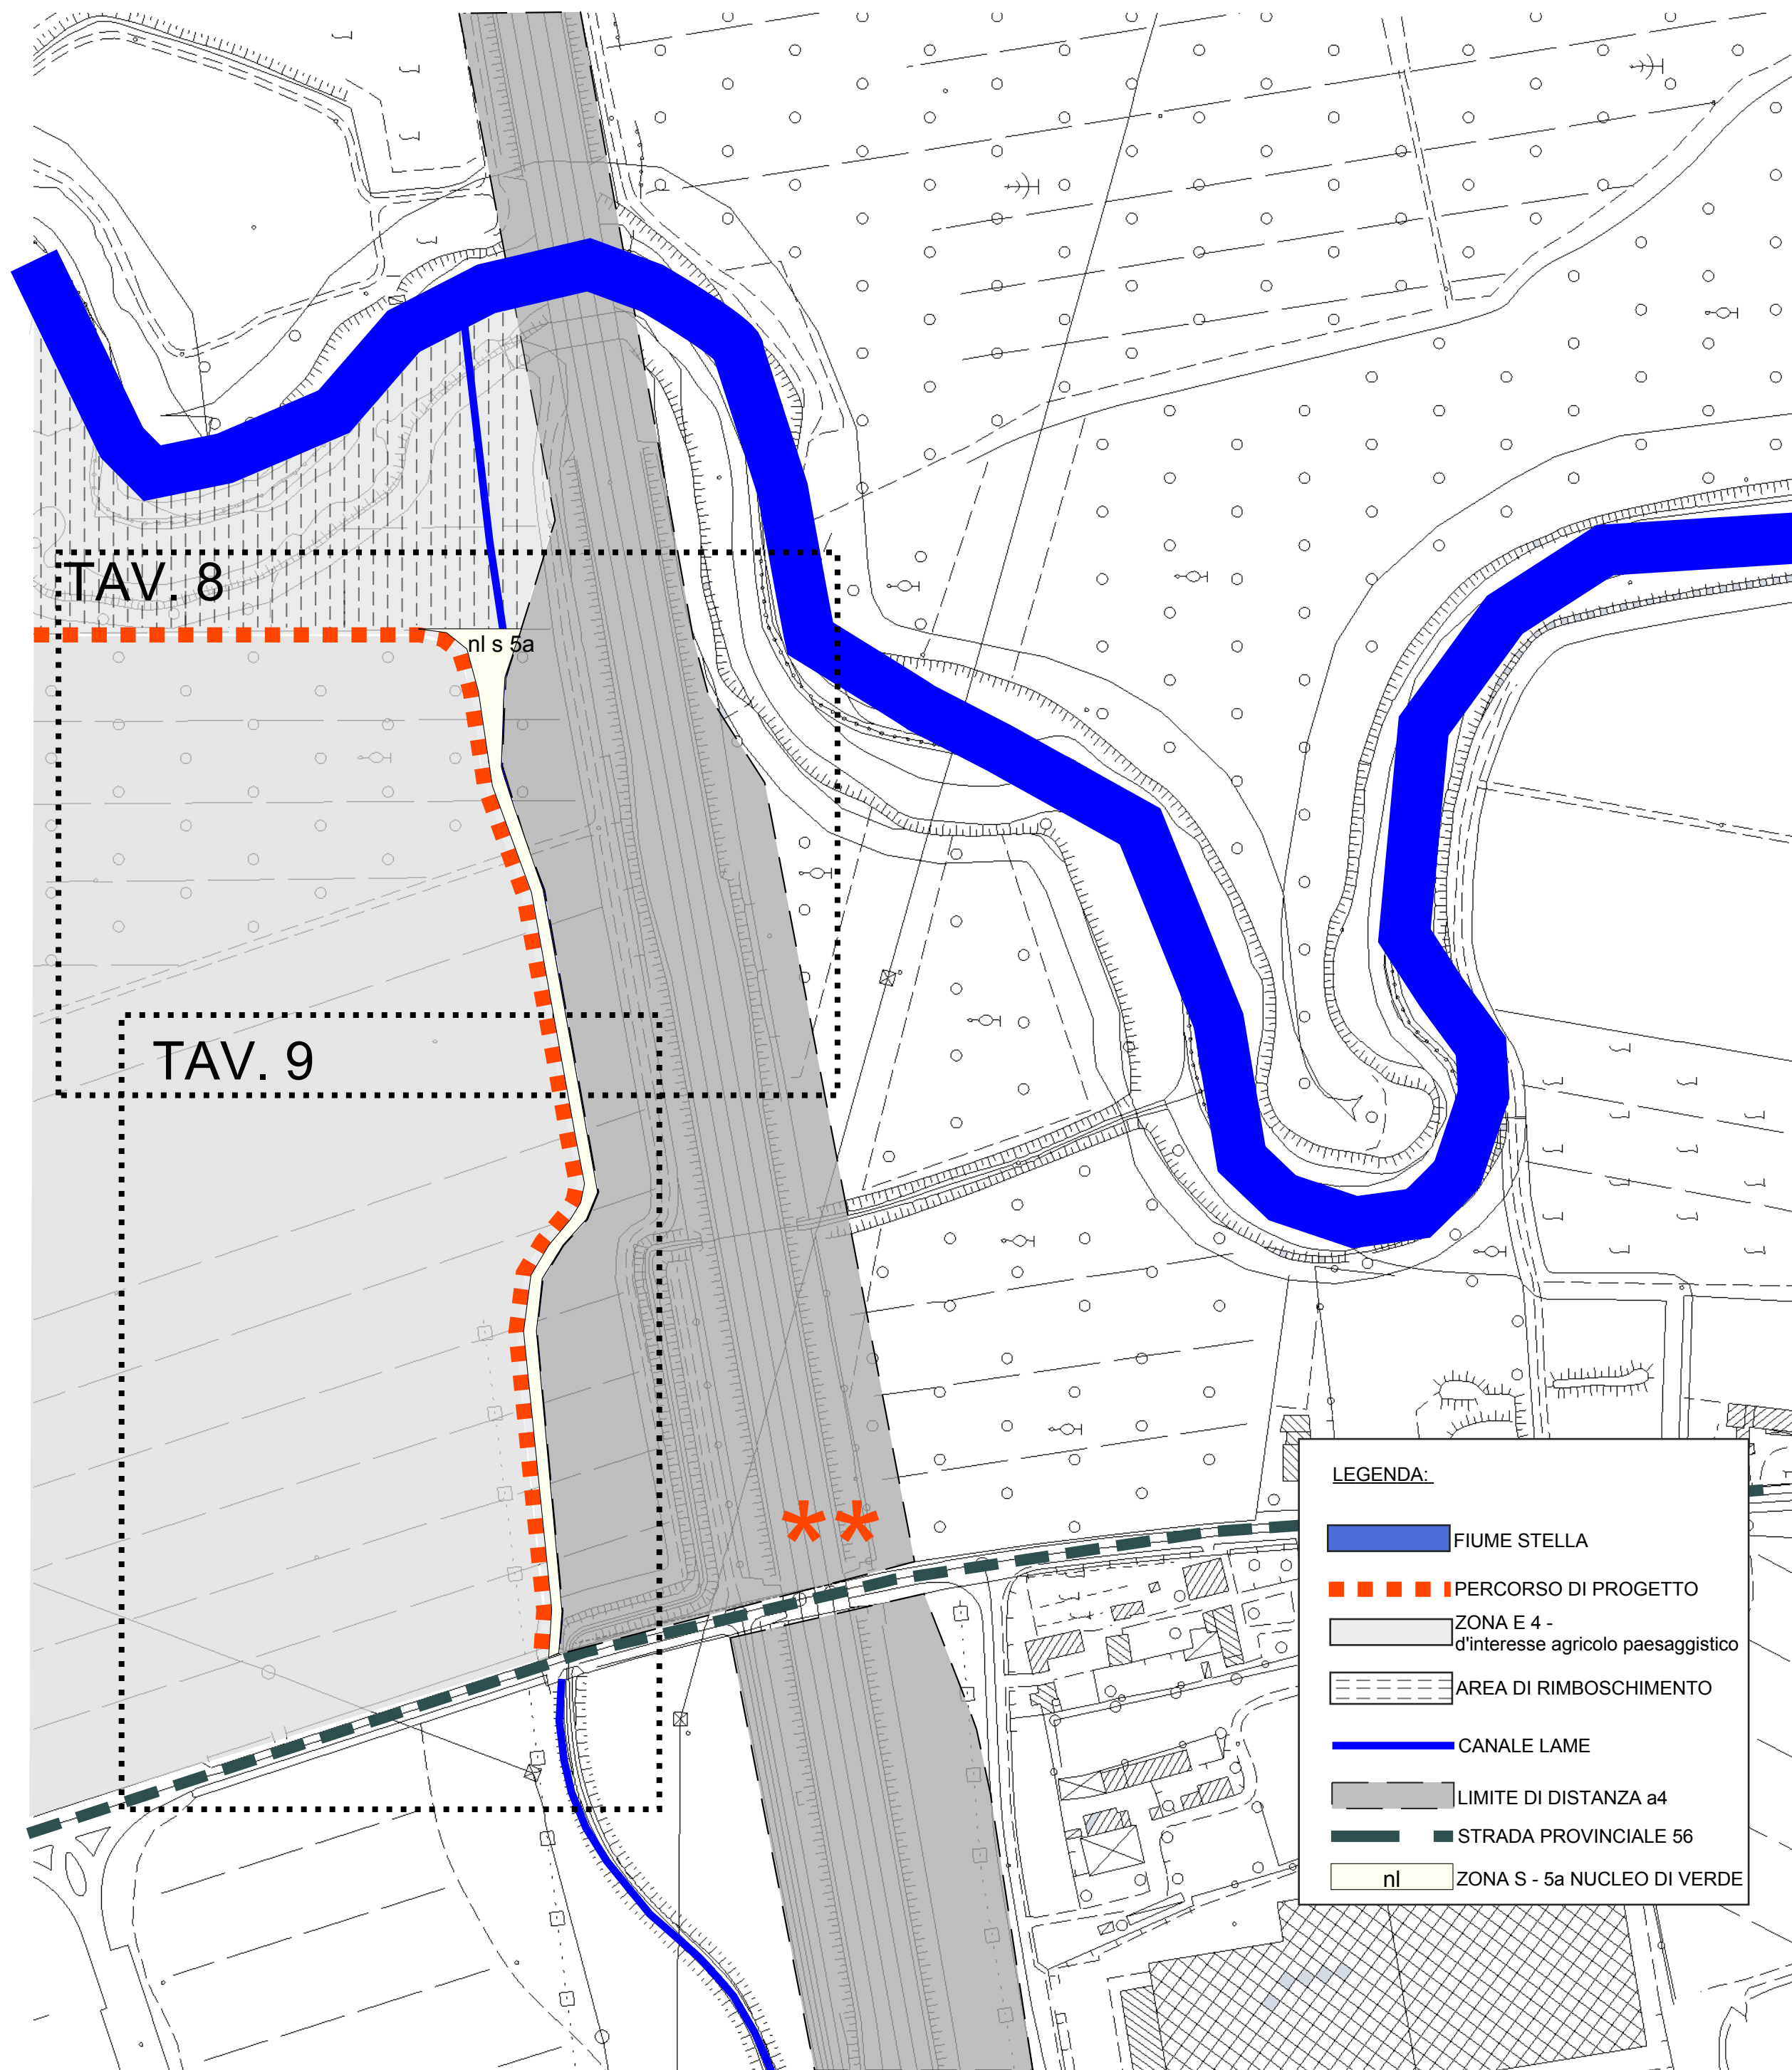 TAV. 8
nl s 5a
TAV. 9
**
LEGENDA:
FIUME STELLA
PERCORSO DI PROGETTO
ZONA E 4 -
d'interesse agricolo paesaggistico
AREA DI RIMBOSCHIMENTO
CANALE LAME
LIMITE DI DISTANZA a4
STRADA PROVINCIALE 56
nl ZONA S - 5a NUCLEO DI VERDE